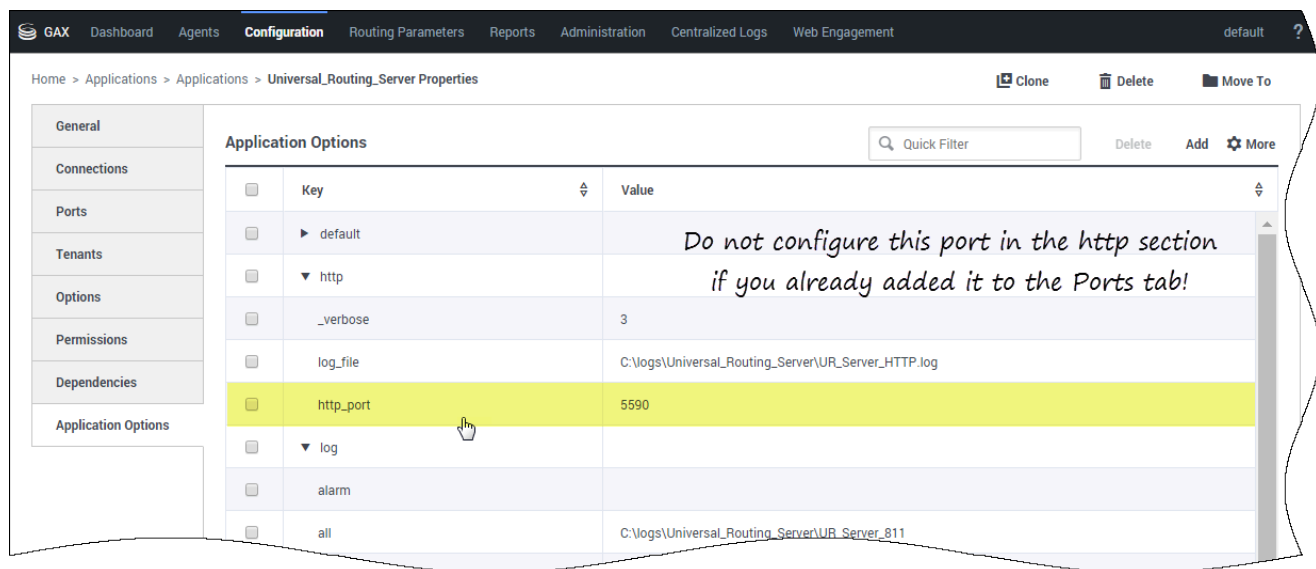 GAX Dashboard Agents Configuration Routing Parameters Reports Administration Centralized Logs Web Engagement default ?
Home > Applications > Applications > Universal_Routing_Server Properties Clone Delete Move To
General
Connections
Ports
Tenants
Options
Permissions
Dependencies
Application Options
Application Options Quick Filter Delete Add More
Key Value
default
Do not configure this port in the http section
if you already added it to the Ports tab!
http
_verbose 3
log_file C:\logs\Universal_Routing_Server\UR_Server_HTTP.log
http_port 5590
log
alarm
all C:\logs\Universal_Routing_Server\UR_Server_811